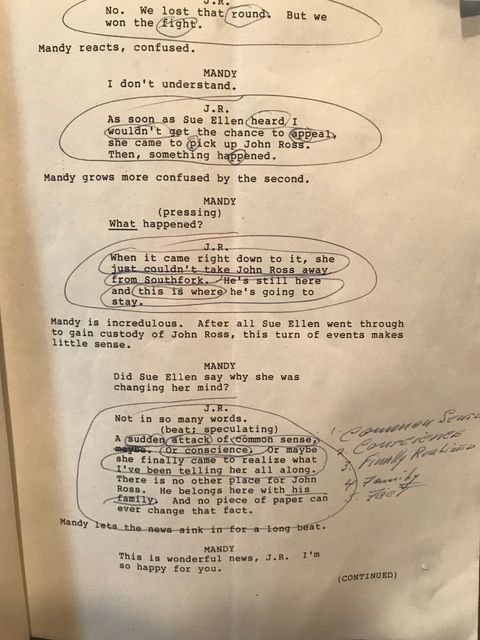 J.R.
No. We lost that round. But we
won the fight.
Mandy reacts, confused.
MANDY
I don't understand.
J.R.
As soon as Sue Ellen heard I
wouldn't get the chance to appeal,
she came to pick up John Ross.
Then, something happened.
Mandy grows more confused by the second.
MANDY
(pressing)
What happened?
J.R.
When it came right down to it, she
just couldn't take John Ross away
from Southfork. He's still here
and this is where he's going to
stay.
Mandy is incredulous. After all Sue Ellen went through
to gain custody of John Ross, this turn of events makes
little sense.
MANDY
Did Sue Ellen say why she was
changing her mind?
J.R.
Not in so many words.
(beat; speculating)
A sudden attack of common sense,
maybe. Or conscience. Or maybe
she finally came to realize what
I've been telling her all along.
There is no other place for John
Ross. He belongs here with his
family. And no piece of paper can
ever change that fact.
1. Common Sense
2. Conscience
3. Finally Realized
4. Family
5. Fact
Mandy lets the news sink in for a long beat.
MANDY
This is wonderful news, J.R. I'm
so happy for you.
(CONTINUED)